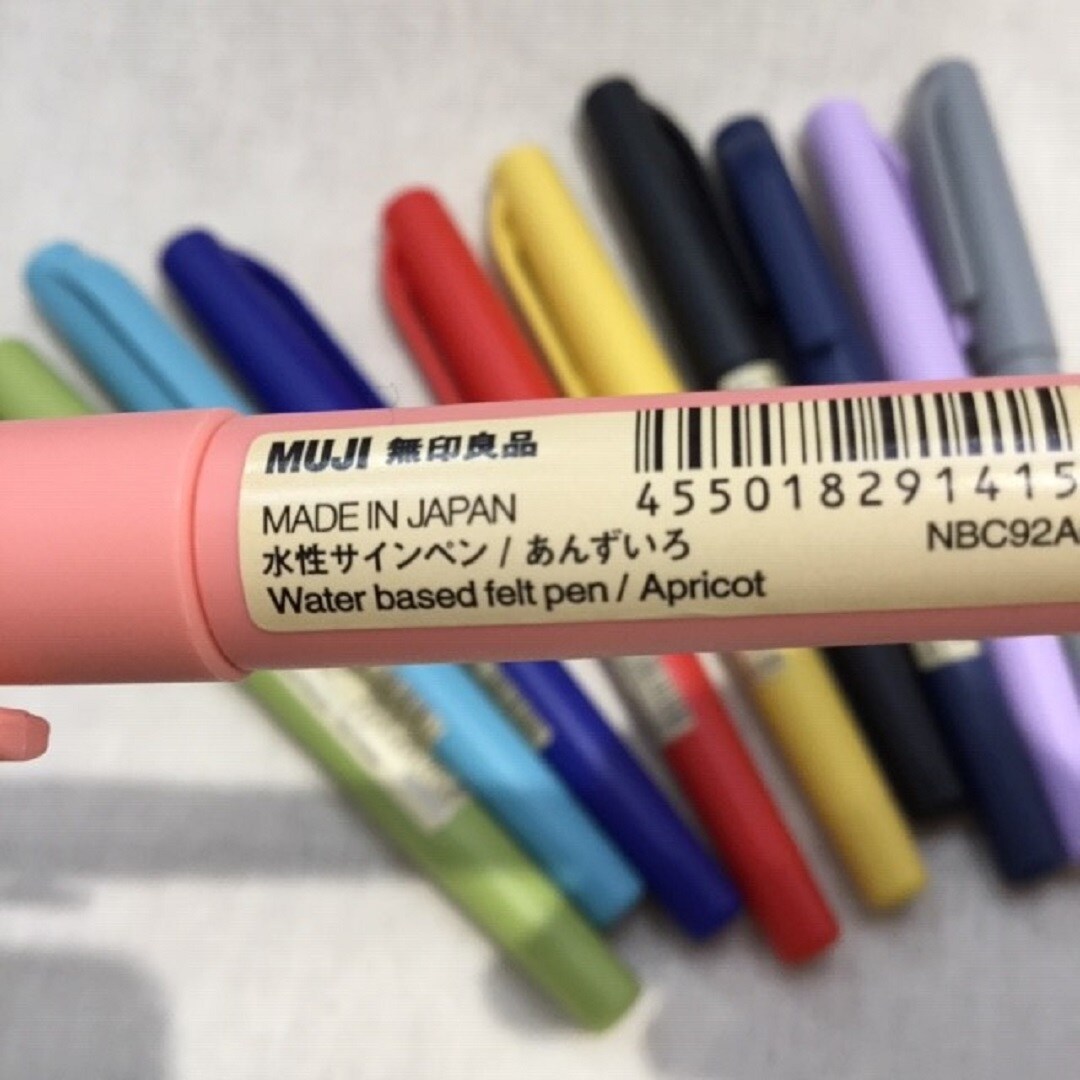 MUJI 無印良品
455018291415
MADE IN JAPAN
NBC92A
水性サインペン / あんずいろ
Water based felt pen / Apricot